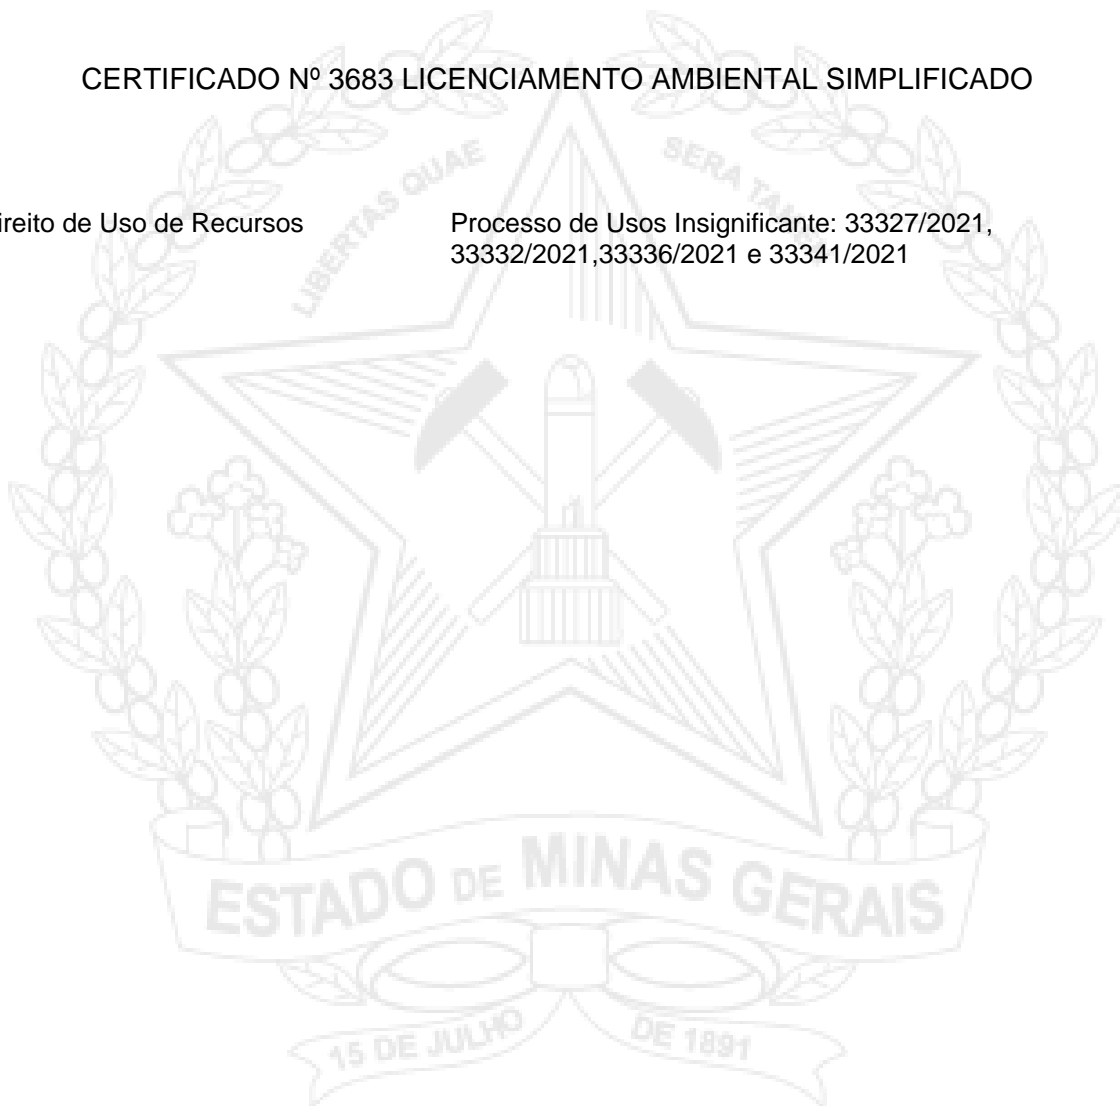 CERTIFICADO Nº 3683 LICENCIAMENTO AMBIENTAL SIMPLIFICADO
LIBERTAS QUAE SERA TAMEN
ireito de Uso de Recursos
Processo de Usos Insignificante: 33327/2021,
33332/2021,33336/2021 e 33341/2021
ESTADO DE MINAS GERAIS
15 DE JULHO DE 1891